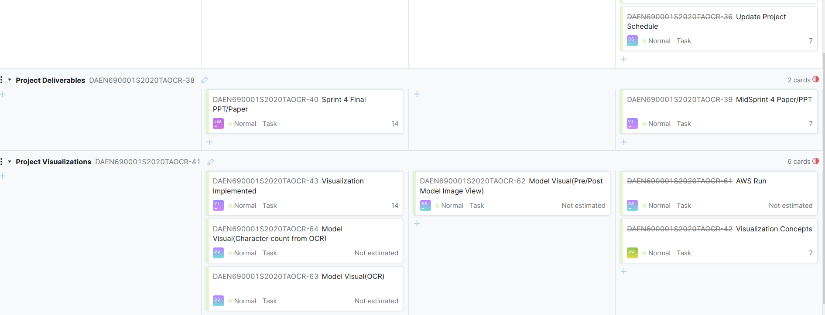 DAEN690001S2020TAOCR-36 Update Project
Schedule
Normal Task 7
Project Deliverables DAEN690001S2020TAOCR-38
2 cards
DAEN690001S2020TAOCR-40 Sprint 4 Final
PPT/Paper
Normal Task 14
DAEN690001S2020TAOCR-39 MidSprint 4 Paper/PPT
Normal Task 7
Project Visualizations DAEN690001S2020TAOCR-41
6 cards
DAEN690001S2020TAOCR-43 Visualization
Implemented
Normal Task 14
DAEN690001S2020TAOCR-64 Model
Visual(Character count from OCR)
Normal Task Not estimated
DAEN690001S2020TAOCR-63 Model Visual(OCR)
Normal Task Not estimated
DAEN690001S2020TAOCR-62 Model Visual(Pre/Post
Model Image View)
Normal Task Not estimated
DAEN690001S2020TAOCR-61 AWS Run
Normal Task Not estimated
DAEN690001S2020TAOCR-42 Visualization Concepts
Normal Task 7